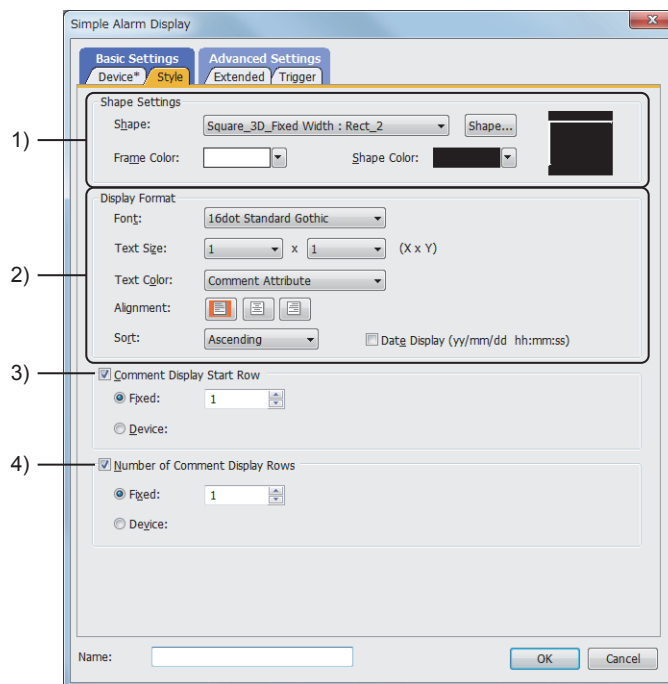 Simple Alarm Display
Basic Settings Advanced Settings
Device* Style Extended Trigger
1)
Shape Settings
Shape: Square_3D_Fixed Width : Rect_2 Shape...
Frame Color: Shape Color:
2)
Display Format
Font: 16dot Standard Gothic
Text Size: 1 x 1 (X x Y)
Text Color: Comment Attribute
Alignment:
Sort: Ascending Date Display (yy/mm/dd hh:mm:ss)
3) Comment Display Start Row
Fixed: 1
Device:
4) Number of Comment Display Rows
Fixed: 1
Device:
Name: OK Cancel